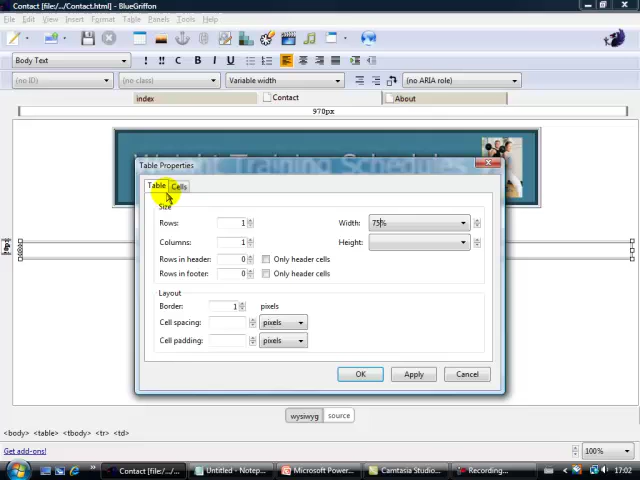 Contact [file:/.../Contact.html] - BlueGriffon
File Edit View Insert Format Table Panels Tools Help
Body Text ! !! C B I U
(no ID) (no class) Variable width (no ARIA role)
index Contact About
970px
Weight Training Schedules
Table Properties
Table Cells
Size
Rows: 1 Width: 75%
Columns: 1 Height:
Rows in header: 0 Only header cells
Rows in footer: 0 Only header cells
Layout
Border: 1 pixels
Cell spacing: pixels
Cell padding: pixels
OK Apply Cancel
wysiwyg source
<body> <table> <tbody> <tr> <td>
Get add-ons! 100%
Contact [file:/.../... Untitled - Notep... Microsoft Power... Camtasia Studio... Recording... 17:02